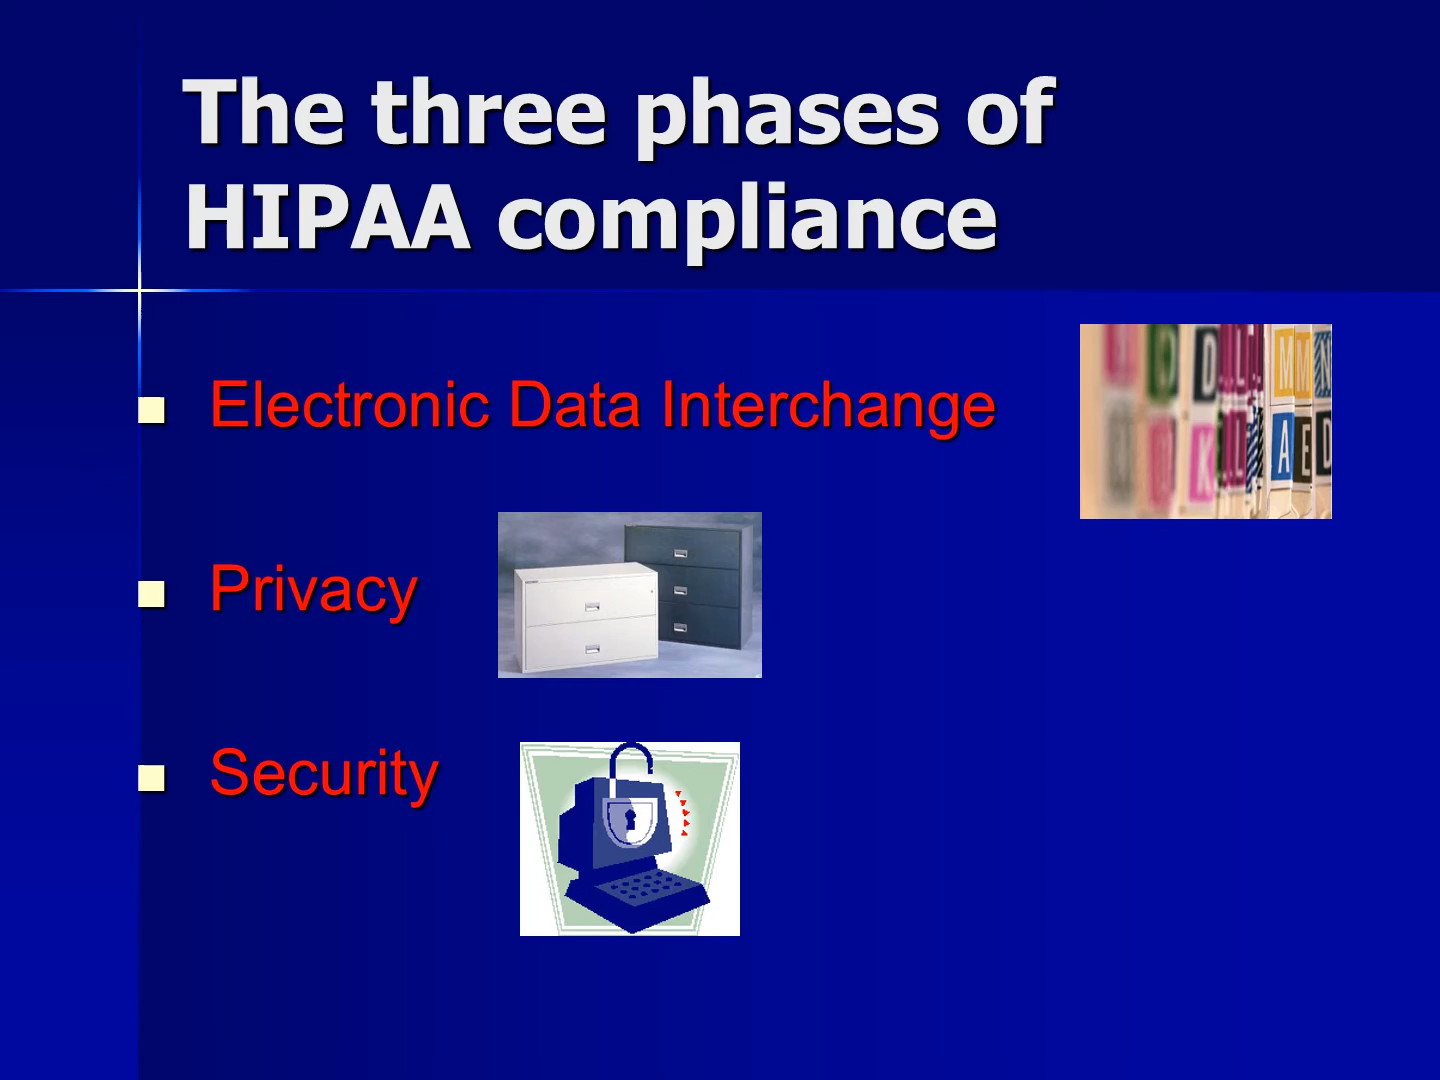 The three phases of
HIPAA compliance
Electronic Data Interchange
Privacy
Security